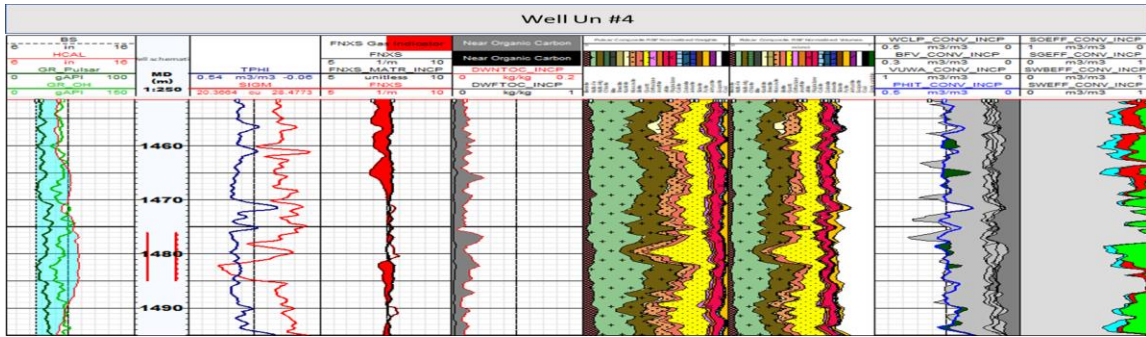 Well Un #4
BS
6 in 16
HCAL
6 in 16
GR_Pulsar
0 gAPI 100
GR_OH
0 gAPI 150
MD
(m)
1:250
TPHI
0.54 m3/m3 -0.06
SIGM
20.3664 cu 28.4773
FNXS Gas Indicator
FNXS
5 1/m 10
FNXS_MATR_INCP
5 unitless 10
FNXS
5 1/m 10
Near Organic Carbon
Near Organic Carbon
DWNTOC_INCP
0 kg/kg 0.2
DWFTOC_INCP
0 kg/kg 1
WCLP_CONV_INCP
0.5 m3/m3 0
BFV_CONV_INCP
0.3 m3/m3 0
VUWA_CONV_INCP
1 m3/m3 0
PHIT_CONV_INCP
0.5 m3/m3 0
SOEFF_CONV_INCP
1 m3/m3 0
SGEFF_CONV_INCP
1 m3/m3 0
SWBEFF_CONV_INCP
0 m3/m3 1
SWEFF_CONV_INCP
0 m3/m3 1
1460
1470
1480
1490